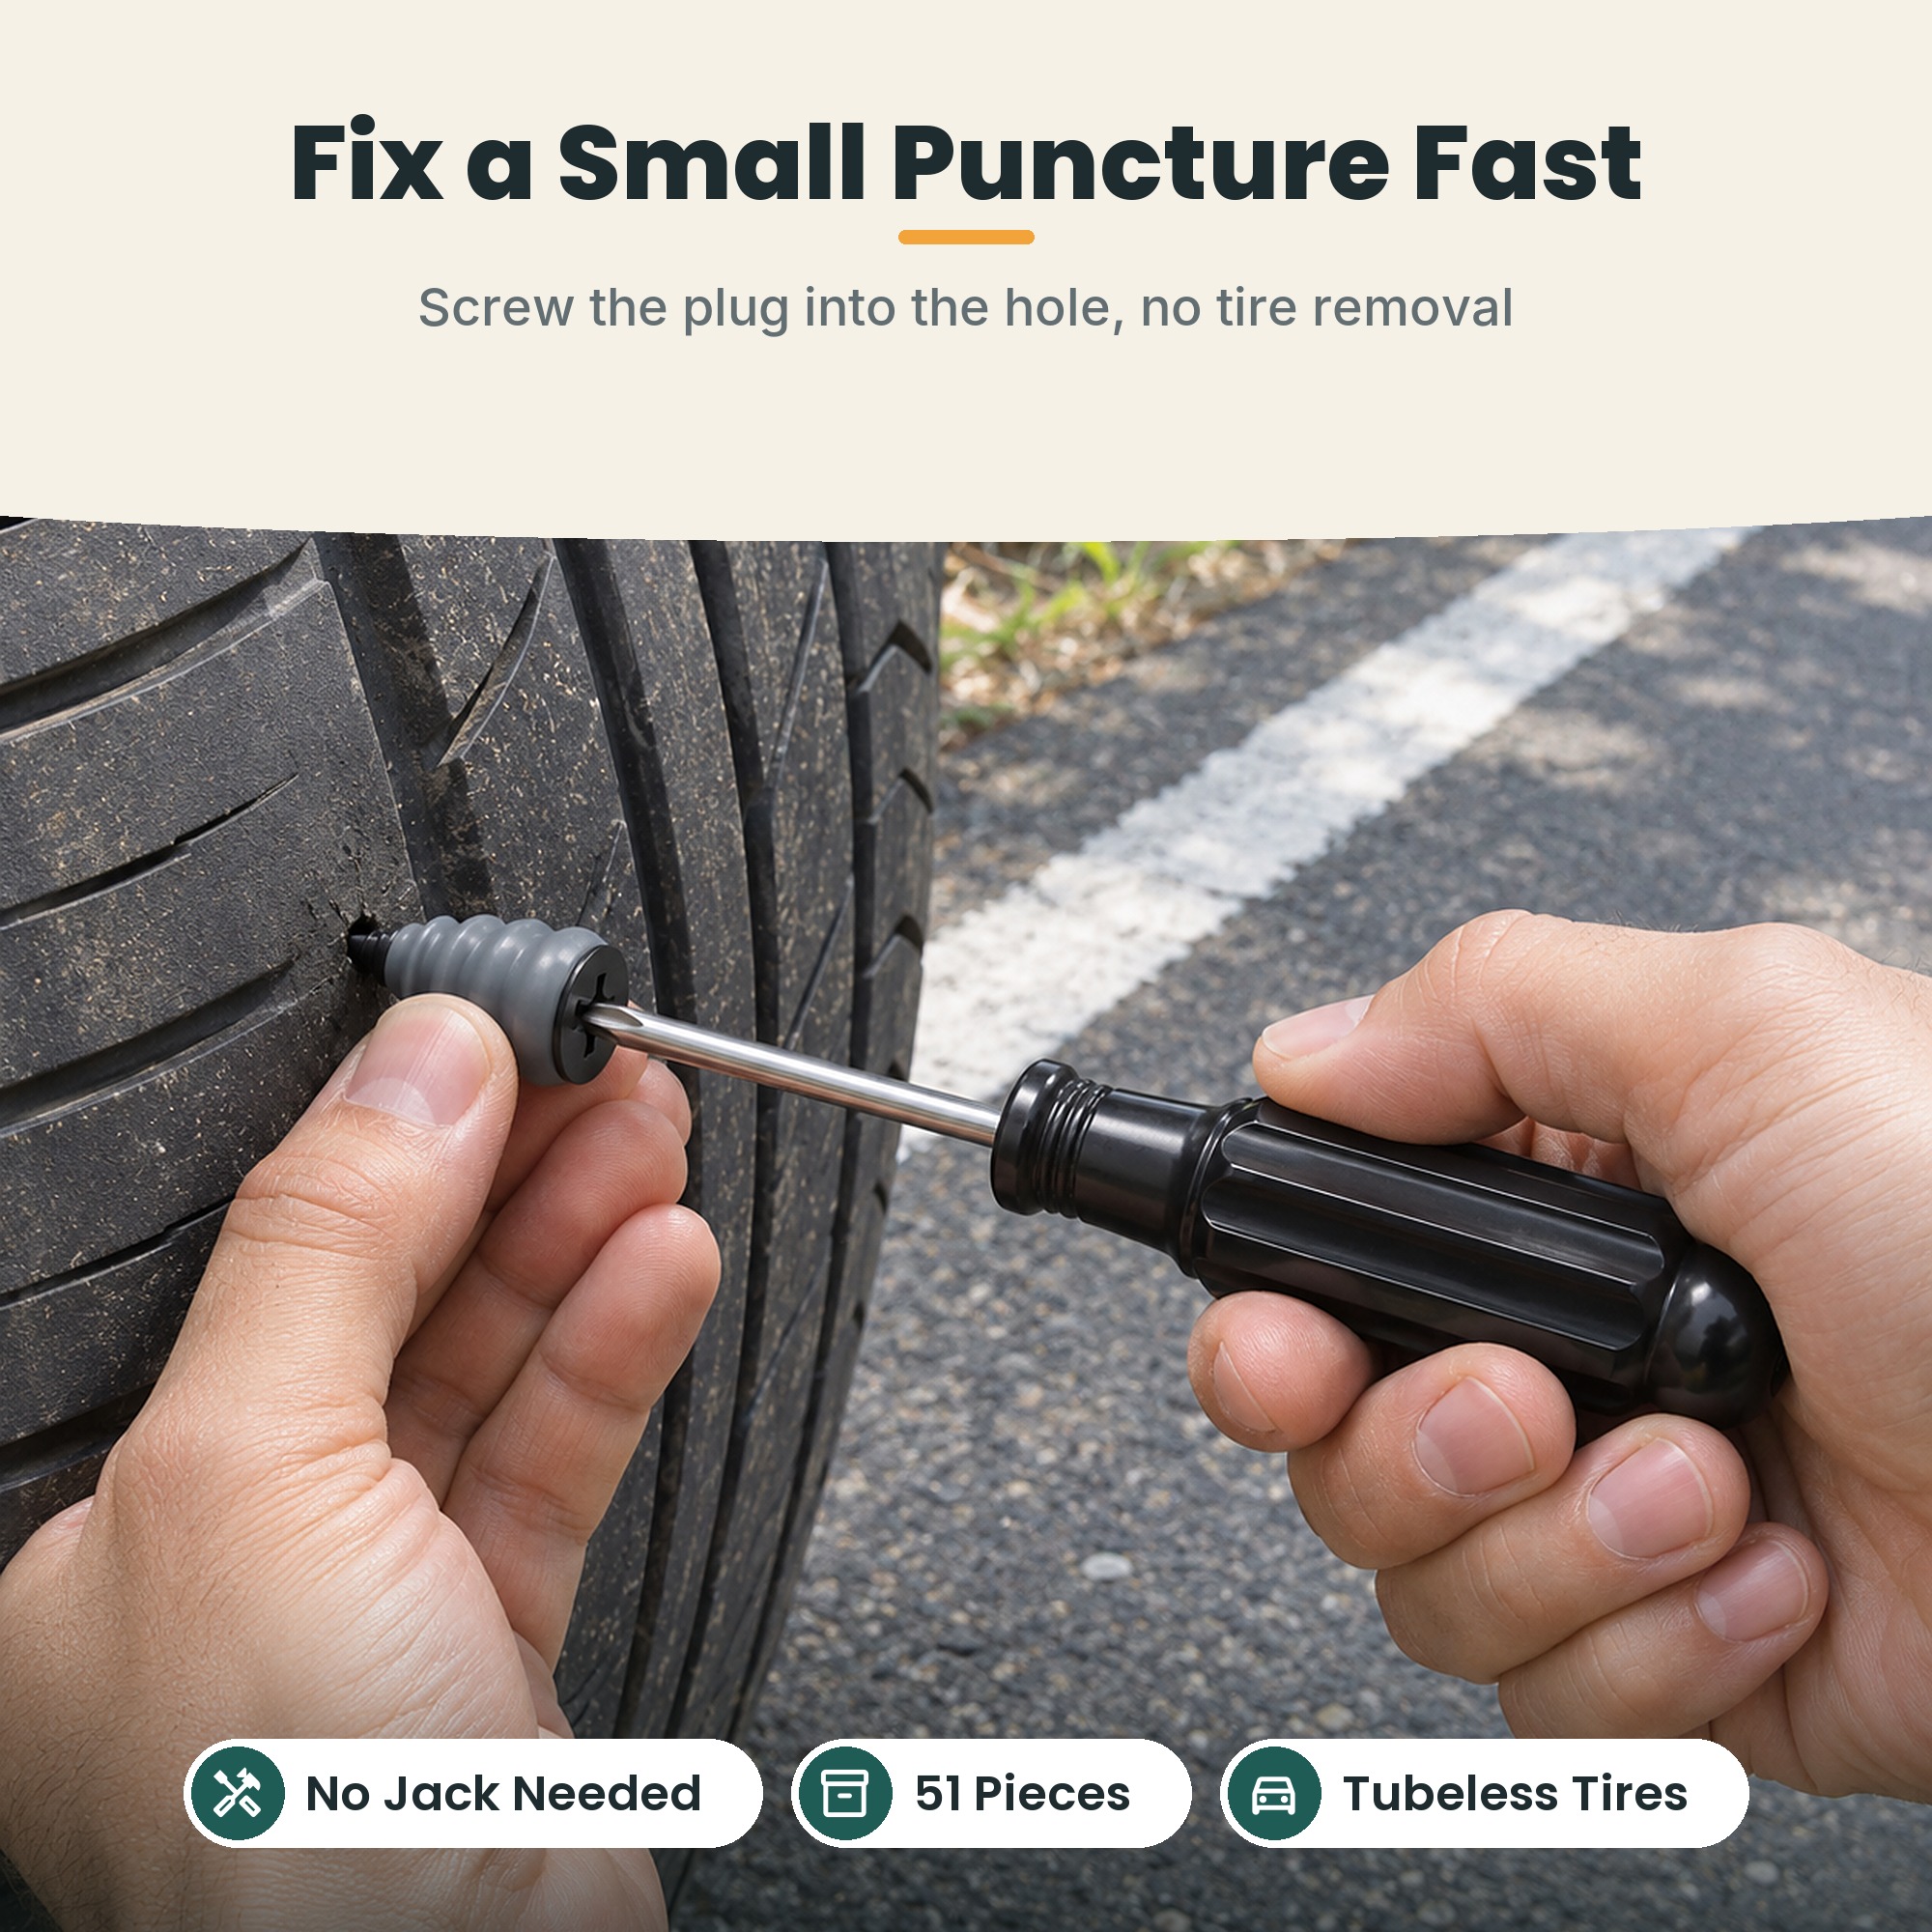 Fix a Small Puncture Fast
Screw the plug into the hole, no tire removal
No Jack Needed
51 Pieces
Tubeless Tires